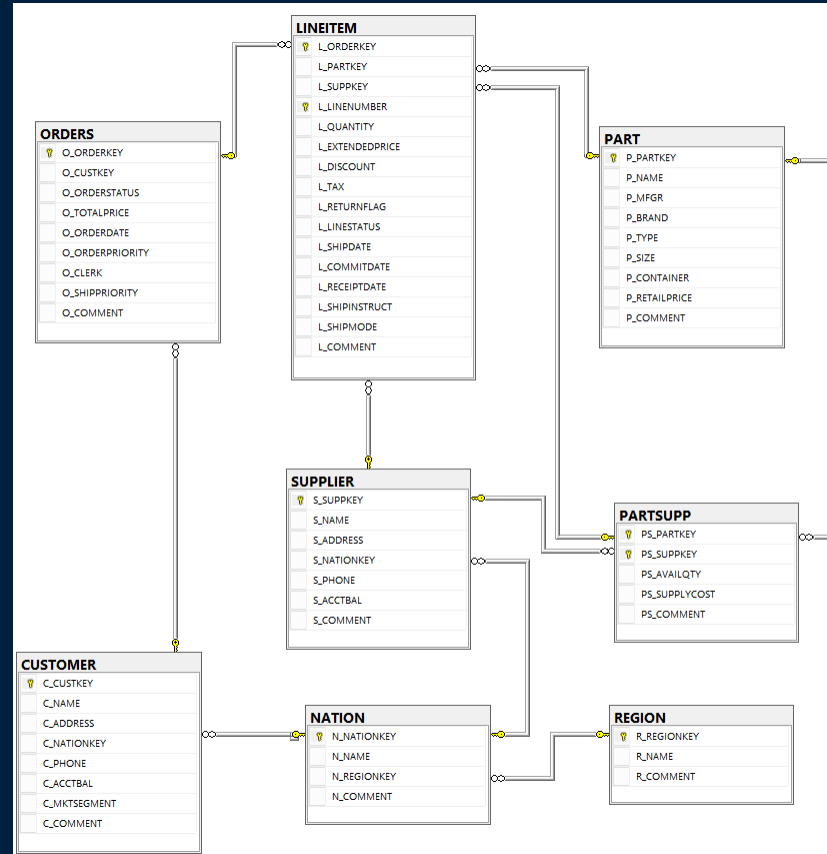 LINEITEM
L_ORDERKEY
L_PARTKEY
L_SUPPKEY
L_LINENUMBER
L_QUANTITY
L_EXTENDEDPRICE
L_DISCOUNT
L_TAX
L_RETURNFLAG
L_LINESTATUS
L_SHIPDATE
L_COMMITDATE
L_RECEIPTDATE
L_SHIPINSTRUCT
L_SHIPMODE
L_COMMENT
ORDERS
O_ORDERKEY
O_CUSTKEY
O_ORDERSTATUS
O_TOTALPRICE
O_ORDERDATE
O_ORDERPRIORITY
O_CLERK
O_SHIPPRIORITY
O_COMMENT
PART
P_PARTKEY
P_NAME
P_MFGR
P_BRAND
P_TYPE
P_SIZE
P_CONTAINER
P_RETAILPRICE
P_COMMENT
SUPPLIER
S_SUPPKEY
S_NAME
S_ADDRESS
S_NATIONKEY
S_PHONE
S_ACCTBAL
S_COMMENT
PARTSUPP
PS_PARTKEY
PS_SUPPKEY
PS_AVAILQTY
PS_SUPPLYCOST
PS_COMMENT
CUSTOMER
C_CUSTKEY
C_NAME
C_ADDRESS
C_NATIONKEY
C_PHONE
C_ACCTBAL
C_MKTSEGMENT
C_COMMENT
NATION
N_NATIONKEY
N_NAME
N_REGIONKEY
N_COMMENT
REGION
R_REGIONKEY
R_NAME
R_COMMENT